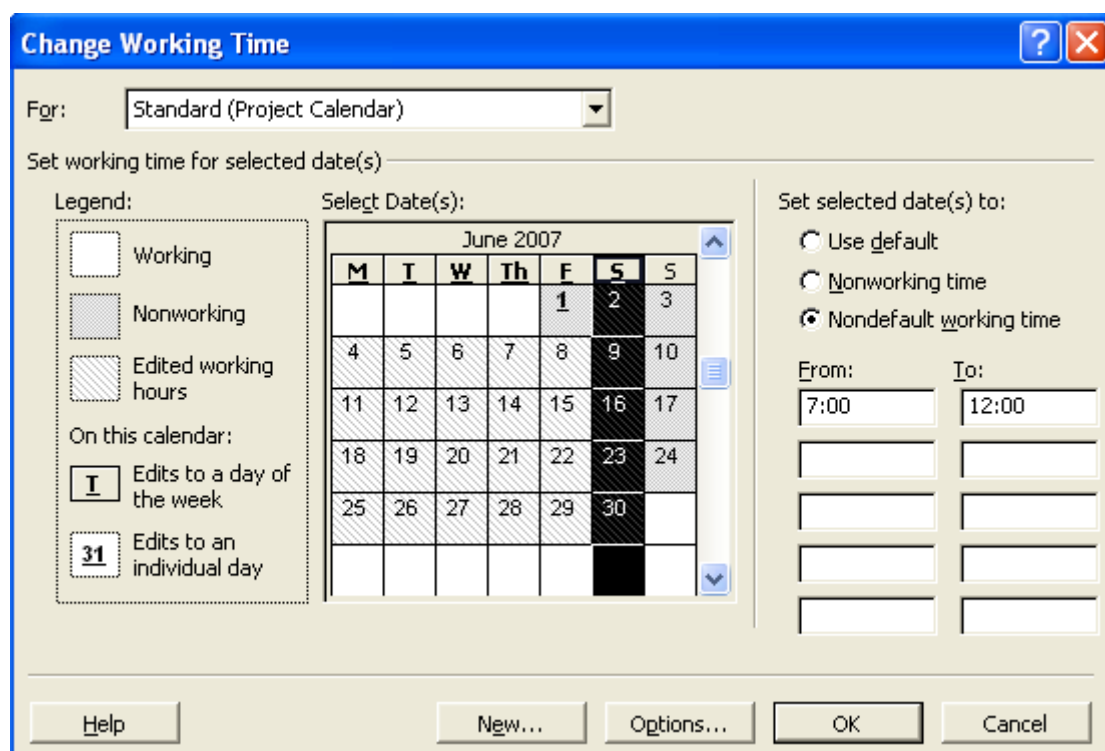 Change Working Time
?
For: Standard (Project Calendar)
Set working time for selected date(s)
Legend:
Working
Nonworking
Edited working
hours
On this calendar:
T Edits to a day of
the week
31 Edits to an
individual day
Select Date(s):
June 2007
M T W Th F S S
1 2 3
4 5 6 7 8 9 10
11 12 13 14 15 16 17
18 19 20 21 22 23 24
25 26 27 28 29 30
Set selected date(s) to:
Use default
Nonworking time
Nondefault working time
From: To:
7:00 12:00
Help New... Options... OK Cancel